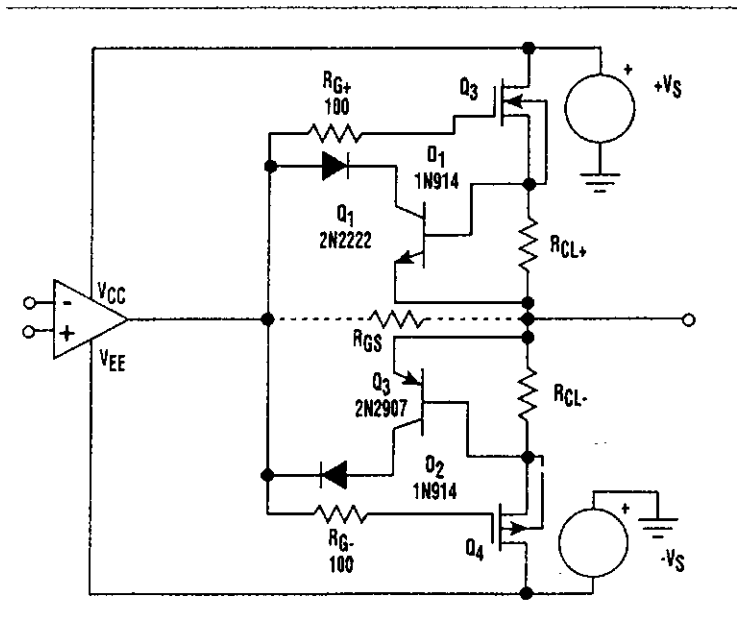 RG+
100
Q3
+
+VS
D1
1N914
Q1
2N2222
RCL+
-
+
VCC
VEE
RGS
Q3
2N2907
RCL-
D2
1N914
RG-
100
Q4
+
-VS